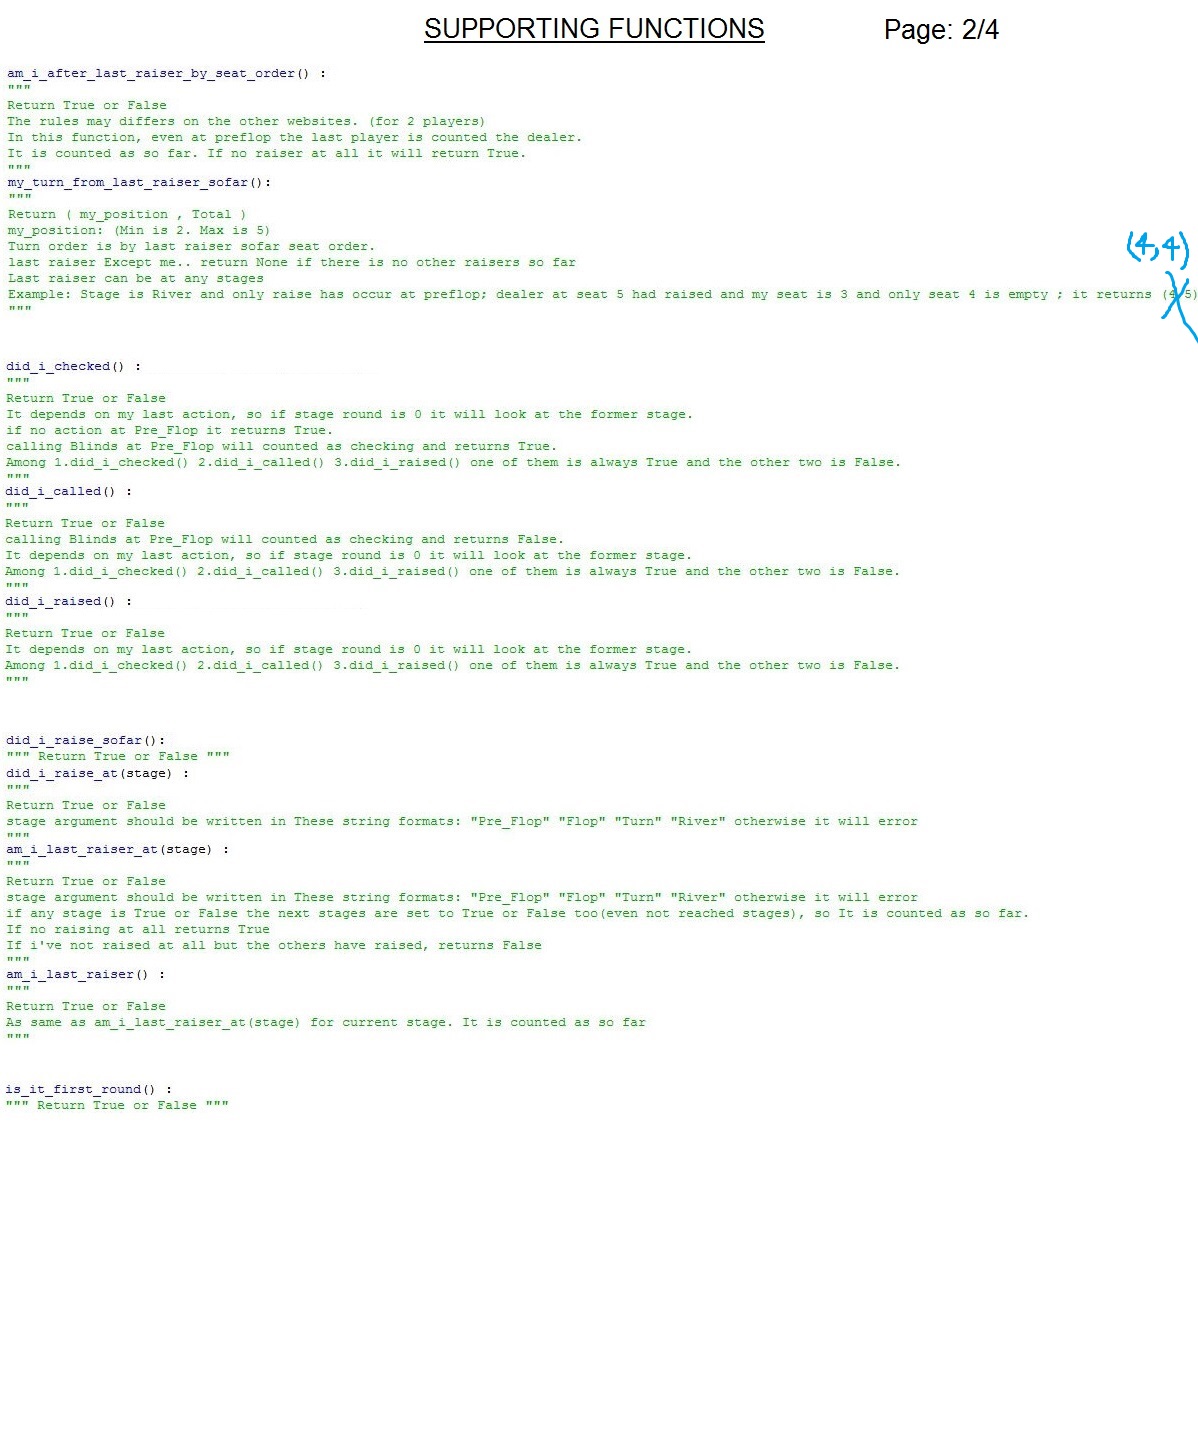 SUPPORTING FUNCTIONS Page: 2/4
am_i_after_last_raiser_by_seat_order() :
"""
Return True or False
The rules may differs on the other websites. (for 2 players)
In this function, even at preflop the last player is counted the dealer.
It is counted as so far. If no raiser at all it will return True.
"""
my_turn_from_last_raiser_sofar():
"""
Return ( my_position , Total )
my_position: (Min is 2. Max is 5)
Turn order is by last raiser sofar seat order.
(4,4)
last raiser Except me.. return None if there is no other raisers so far
Last raiser can be at any stages
Example: Stage is River and only raise has occur at preflop; dealer at seat 5 had raised and my seat is 3 and only seat 4 is empty ; it returns (4,5)
"""
did_i_checked() :
"""
Return True or False
It depends on my last action, so if stage round is 0 it will look at the former stage.
if no action at Pre_Flop it returns True.
calling Blinds at Pre_Flop will counted as checking and returns True.
Among 1.did_i_checked() 2.did_i_called() 3.did_i_raised() one of them is always True and the other two is False.
"""
did_i_called() :
"""
Return True or False
calling Blinds at Pre_Flop will counted as checking and returns False.
It depends on my last action, so if stage round is 0 it will look at the former stage.
Among 1.did_i_checked() 2.did_i_called() 3.did_i_raised() one of them is always True and the other two is False.
"""
did_i_raised() :
"""
Return True or False
It depends on my last action, so if stage round is 0 it will look at the former stage.
Among 1.did_i_checked() 2.did_i_called() 3.did_i_raised() one of them is always True and the other two is False.
"""
did_i_raise_sofar():
""" Return True or False """
did_i_raise_at(stage) :
"""
Return True or False
stage argument should be written in These string formats: "Pre_Flop" "Flop" "Turn" "River" otherwise it will error
"""
am_i_last_raiser_at(stage) :
"""
Return True or False
stage argument should be written in These string formats: "Pre_Flop" "Flop" "Turn" "River" otherwise it will error
if any stage is True or False the next stages are set to True or False too(even not reached stages), so It is counted as so far.
If no raising at all returns True
If i've not raised at all but the others have raised, returns False
"""
am_i_last_raiser() :
"""
Return True or False
As same as am_i_last_raiser_at(stage) for current stage. It is counted as so far
"""
is_it_first_round() :
""" Return True or False """